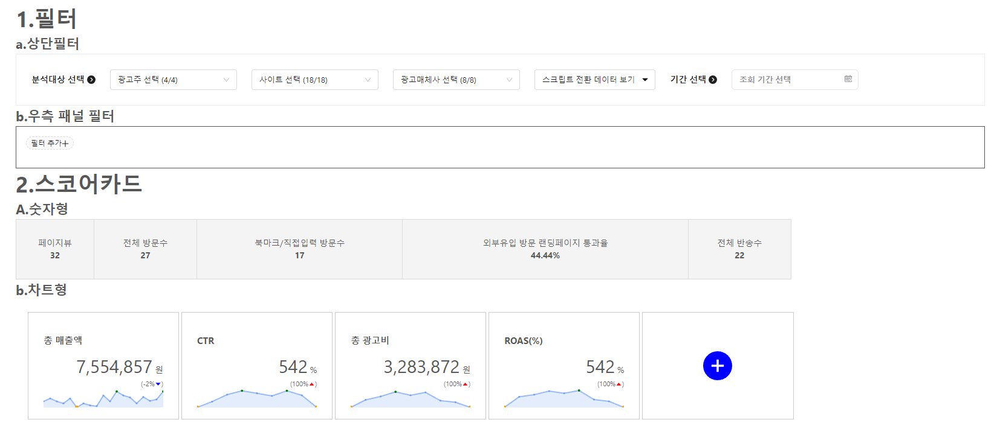 1.필터
a.상단필터
분석대상 선택 광고주 선택 (4/4) 사이트 선택 (18/18) 광고매체사 선택 (8/8) 스크립트 전환 데이터 보기 기간 선택 조회 기간 선택
b.우측 패널 필터
필터 추가+
2.스코어카드
A.숫자형
페이지뷰 전체 방문수 북마크/직접입력 방문수 외부유입 방문 랜딩페이지 통과율 전체 반송수
32 27 17 44.44% 22
b.차트형
총 매출액 CTR 총 광고비 ROAS(%)
7,554,857 원 542 % 3,283,872 원 542 %
(-2%▼) (100%▲) (100%▲) (100%▲)